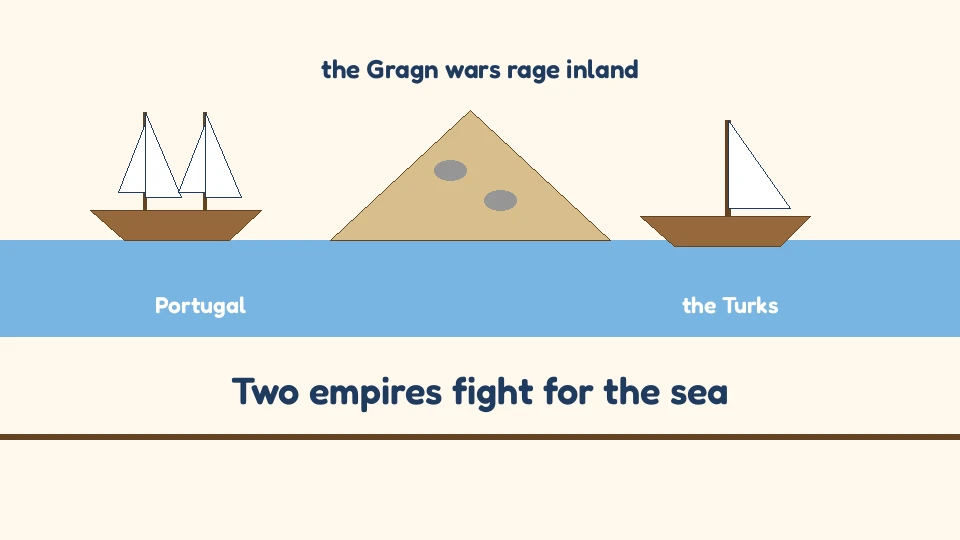 the Gragn wars rage inland
Portugal
the Turks
Two empires fight for the sea